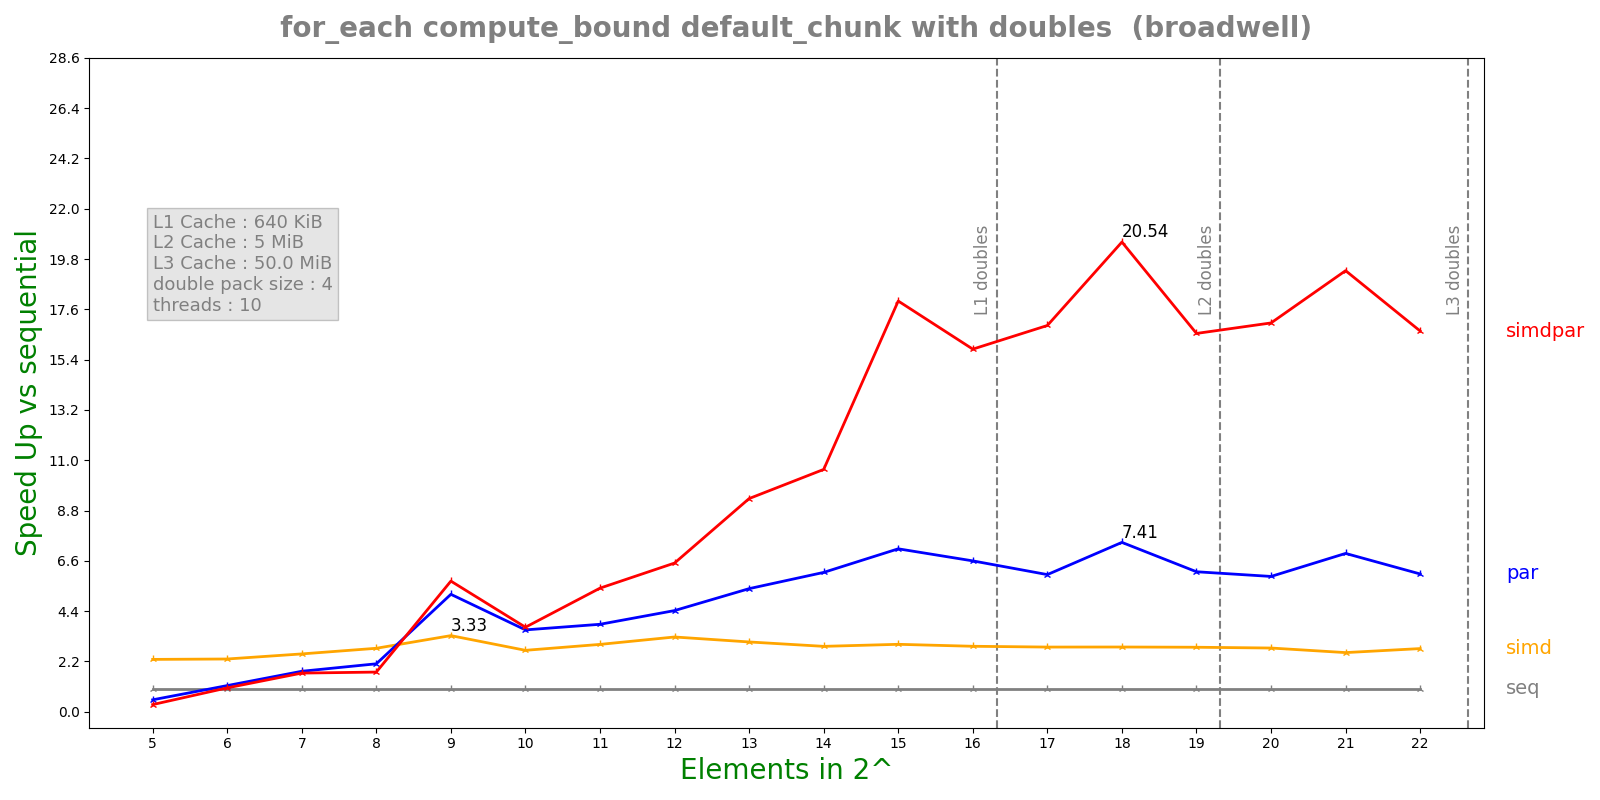 for_each compute_bound default_chunk with doubles (broadwell)
Speed Up vs sequential
28.6
26.4
24.2
22.0
19.8
17.6
15.4
13.2
11.0
8.8
6.6
4.4
2.2
0.0
L1 Cache : 640 KiB
L2 Cache : 5 MiB
L3 Cache : 50.0 MiB
double pack size : 4
threads : 10
3.33
7.41
20.54
L1 doubles
L2 doubles
L3 doubles
simdpar
par
simd
seq
5 6 7 8 9 10 11 12 13 14 15 16 17 18 19 20 21 22
Elements in 2^